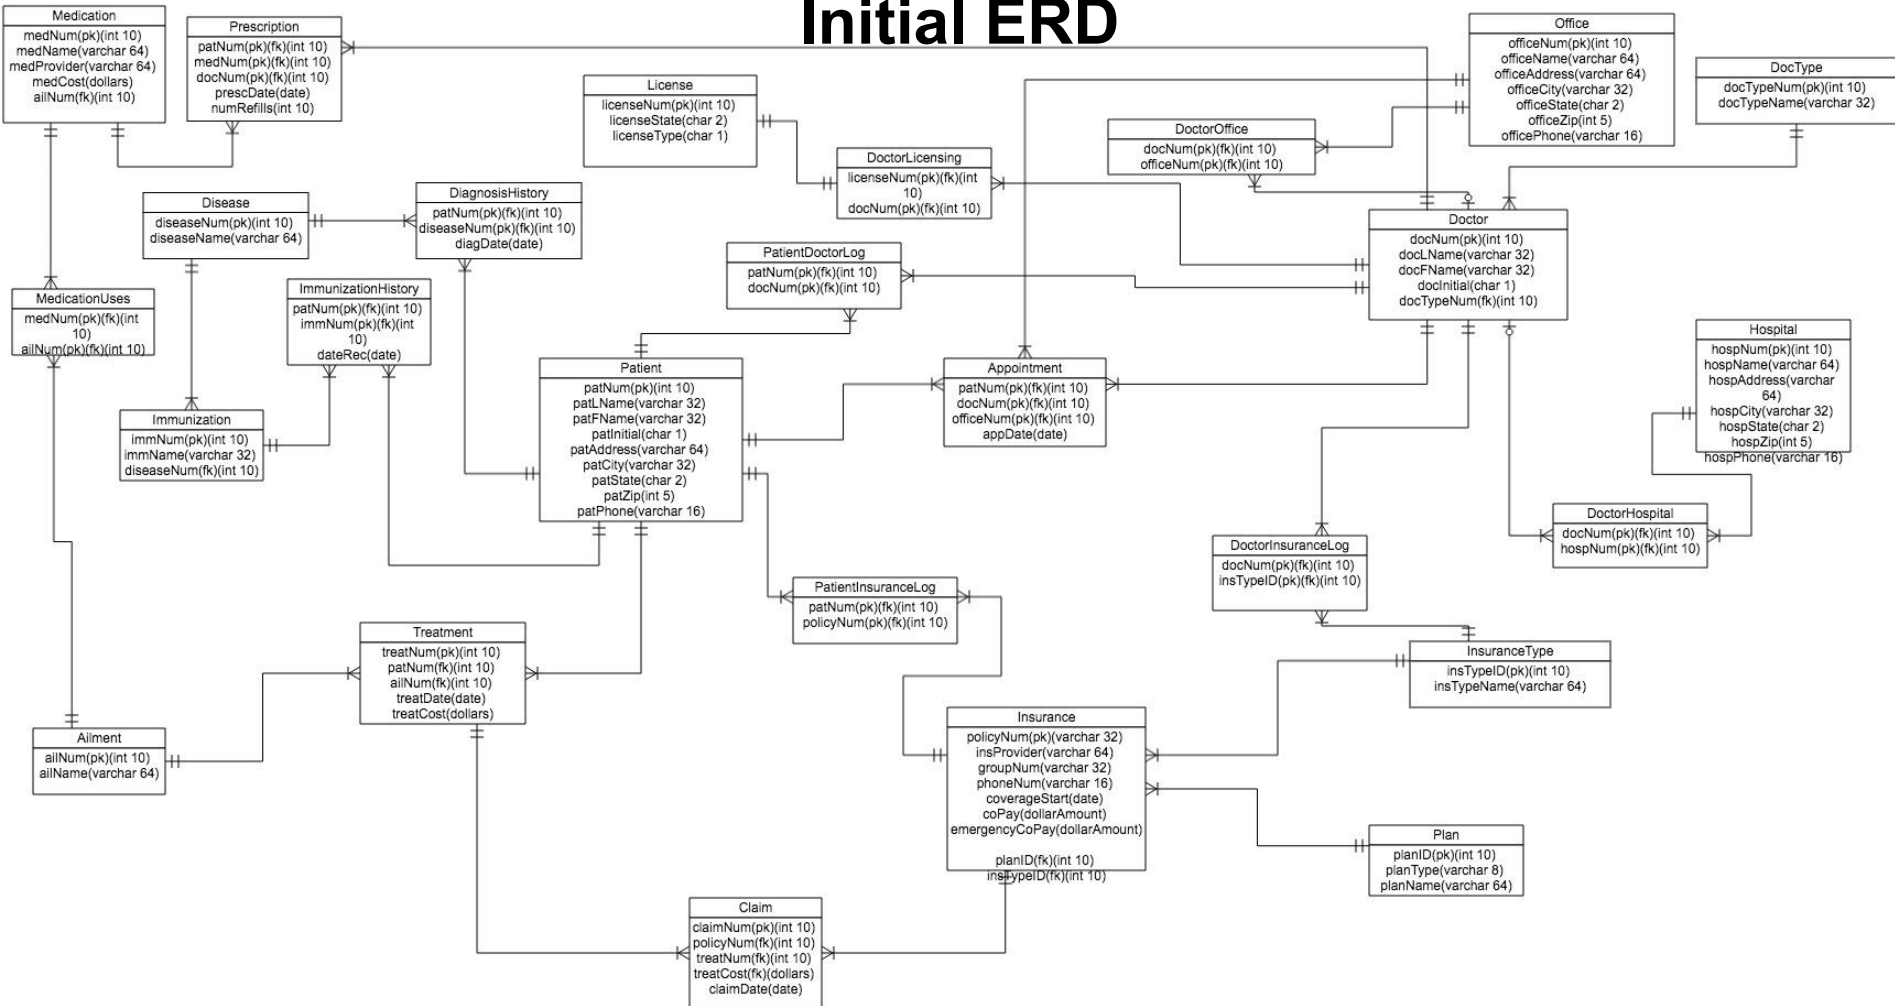 Initial ERD
Medication
medNum(pk)(int 10)
medName(varchar 64)
medProvider(varchar 64)
medCost(dollars)
ailNum(fk)(int 10)
Prescription
patNum(pk)(fk)(int 10)
medNum(pk)(fk)(int 10)
docNum(pk)(fk)(int 10)
prescDate(date)
numRefills(int 10)
License
licenseNum(pk)(int 10)
licenseState(char 2)
licenseType(char 1)
Office
officeNum(pk)(int 10)
officeName(varchar 64)
officeAddress(varchar 64)
officeCity(varchar 32)
officeState(char 2)
officeZip(int 5)
officePhone(varchar 16)
DocType
docTypeNum(pk)(int 10)
docTypeName(varchar 32)
DoctorOffice
docNum(pk)(fk)(int 10)
officeNum(pk)(fk)(int 10)
DoctorLicensing
licenseNum(pk)(fk)(int
10)
docNum(pk)(fk)(int 10)
Disease
diseaseNum(pk)(int 10)
diseaseName(varchar 64)
DiagnosisHistory
patNum(pk)(fk)(int 10)
diseaseNum(pk)(fk)(int 10)
diagDate(date)
Doctor
docNum(pk)(int 10)
docLName(varchar 32)
docFName(varchar 32)
docInitial(char 1)
docTypeNum(fk)(int 10)
PatientDoctorLog
patNum(pk)(fk)(int 10)
docNum(pk)(fk)(int 10)
MedicationUses
medNum(pk)(fk)(int
10)
ailNum(pk)(fk)(int 10)
ImmunizationHistory
patNum(pk)(fk)(int 10)
immNum(pk)(fk)(int
10)
dateRec(date)
Patient
patNum(pk)(int 10)
patLName(varchar 32)
patFName(varchar 32)
patInitial(char 1)
patAddress(varchar 64)
patCity(varchar 32)
patState(char 2)
patZip(int 5)
patPhone(varchar 16)
Appointment
patNum(pk)(fk)(int 10)
docNum(pk)(fk)(int 10)
officeNum(pk)(fk)(int 10)
appDate(date)
Hospital
hospNum(pk)(int 10)
hospName(varchar 64)
hospAddress(varchar
64)
hospCity(varchar 32)
hospState(char 2)
hospZip(int 5)
hospPhone(varchar 16)
Immunization
immNum(pk)(int 10)
immName(varchar 32)
diseaseNum(fk)(int 10)
DoctorHospital
docNum(pk)(fk)(int 10)
hospNum(pk)(fk)(int 10)
DoctorInsuranceLog
docNum(pk)(fk)(int 10)
insTypeID(pk)(fk)(int 10)
PatientInsuranceLog
patNum(pk)(fk)(int 10)
policyNum(pk)(fk)(int 10)
Treatment
treatNum(pk)(int 10)
patNum(fk)(int 10)
ailNum(fk)(int 10)
treatDate(date)
treatCost(dollars)
InsuranceType
insTypeID(pk)(int 10)
insTypeName(varchar 64)
Ailment
ailNum(pk)(int 10)
ailName(varchar 64)
Insurance
policyNum(pk)(varchar 32)
insProvider(varchar 64)
groupNum(varchar 32)
phoneNum(varchar 16)
coverageStart(date)
coPay(dollarAmount)
emergencyCoPay(dollarAmount)
planID(fk)(int 10)
insTypeID(fk)(int 10)
Plan
planID(pk)(int 10)
planType(varchar 8)
planName(varchar 64)
Claim
claimNum(pk)(int 10)
policyNum(fk)(int 10)
treatNum(fk)(int 10)
treatCost(fk)(dollars)
claimDate(date)